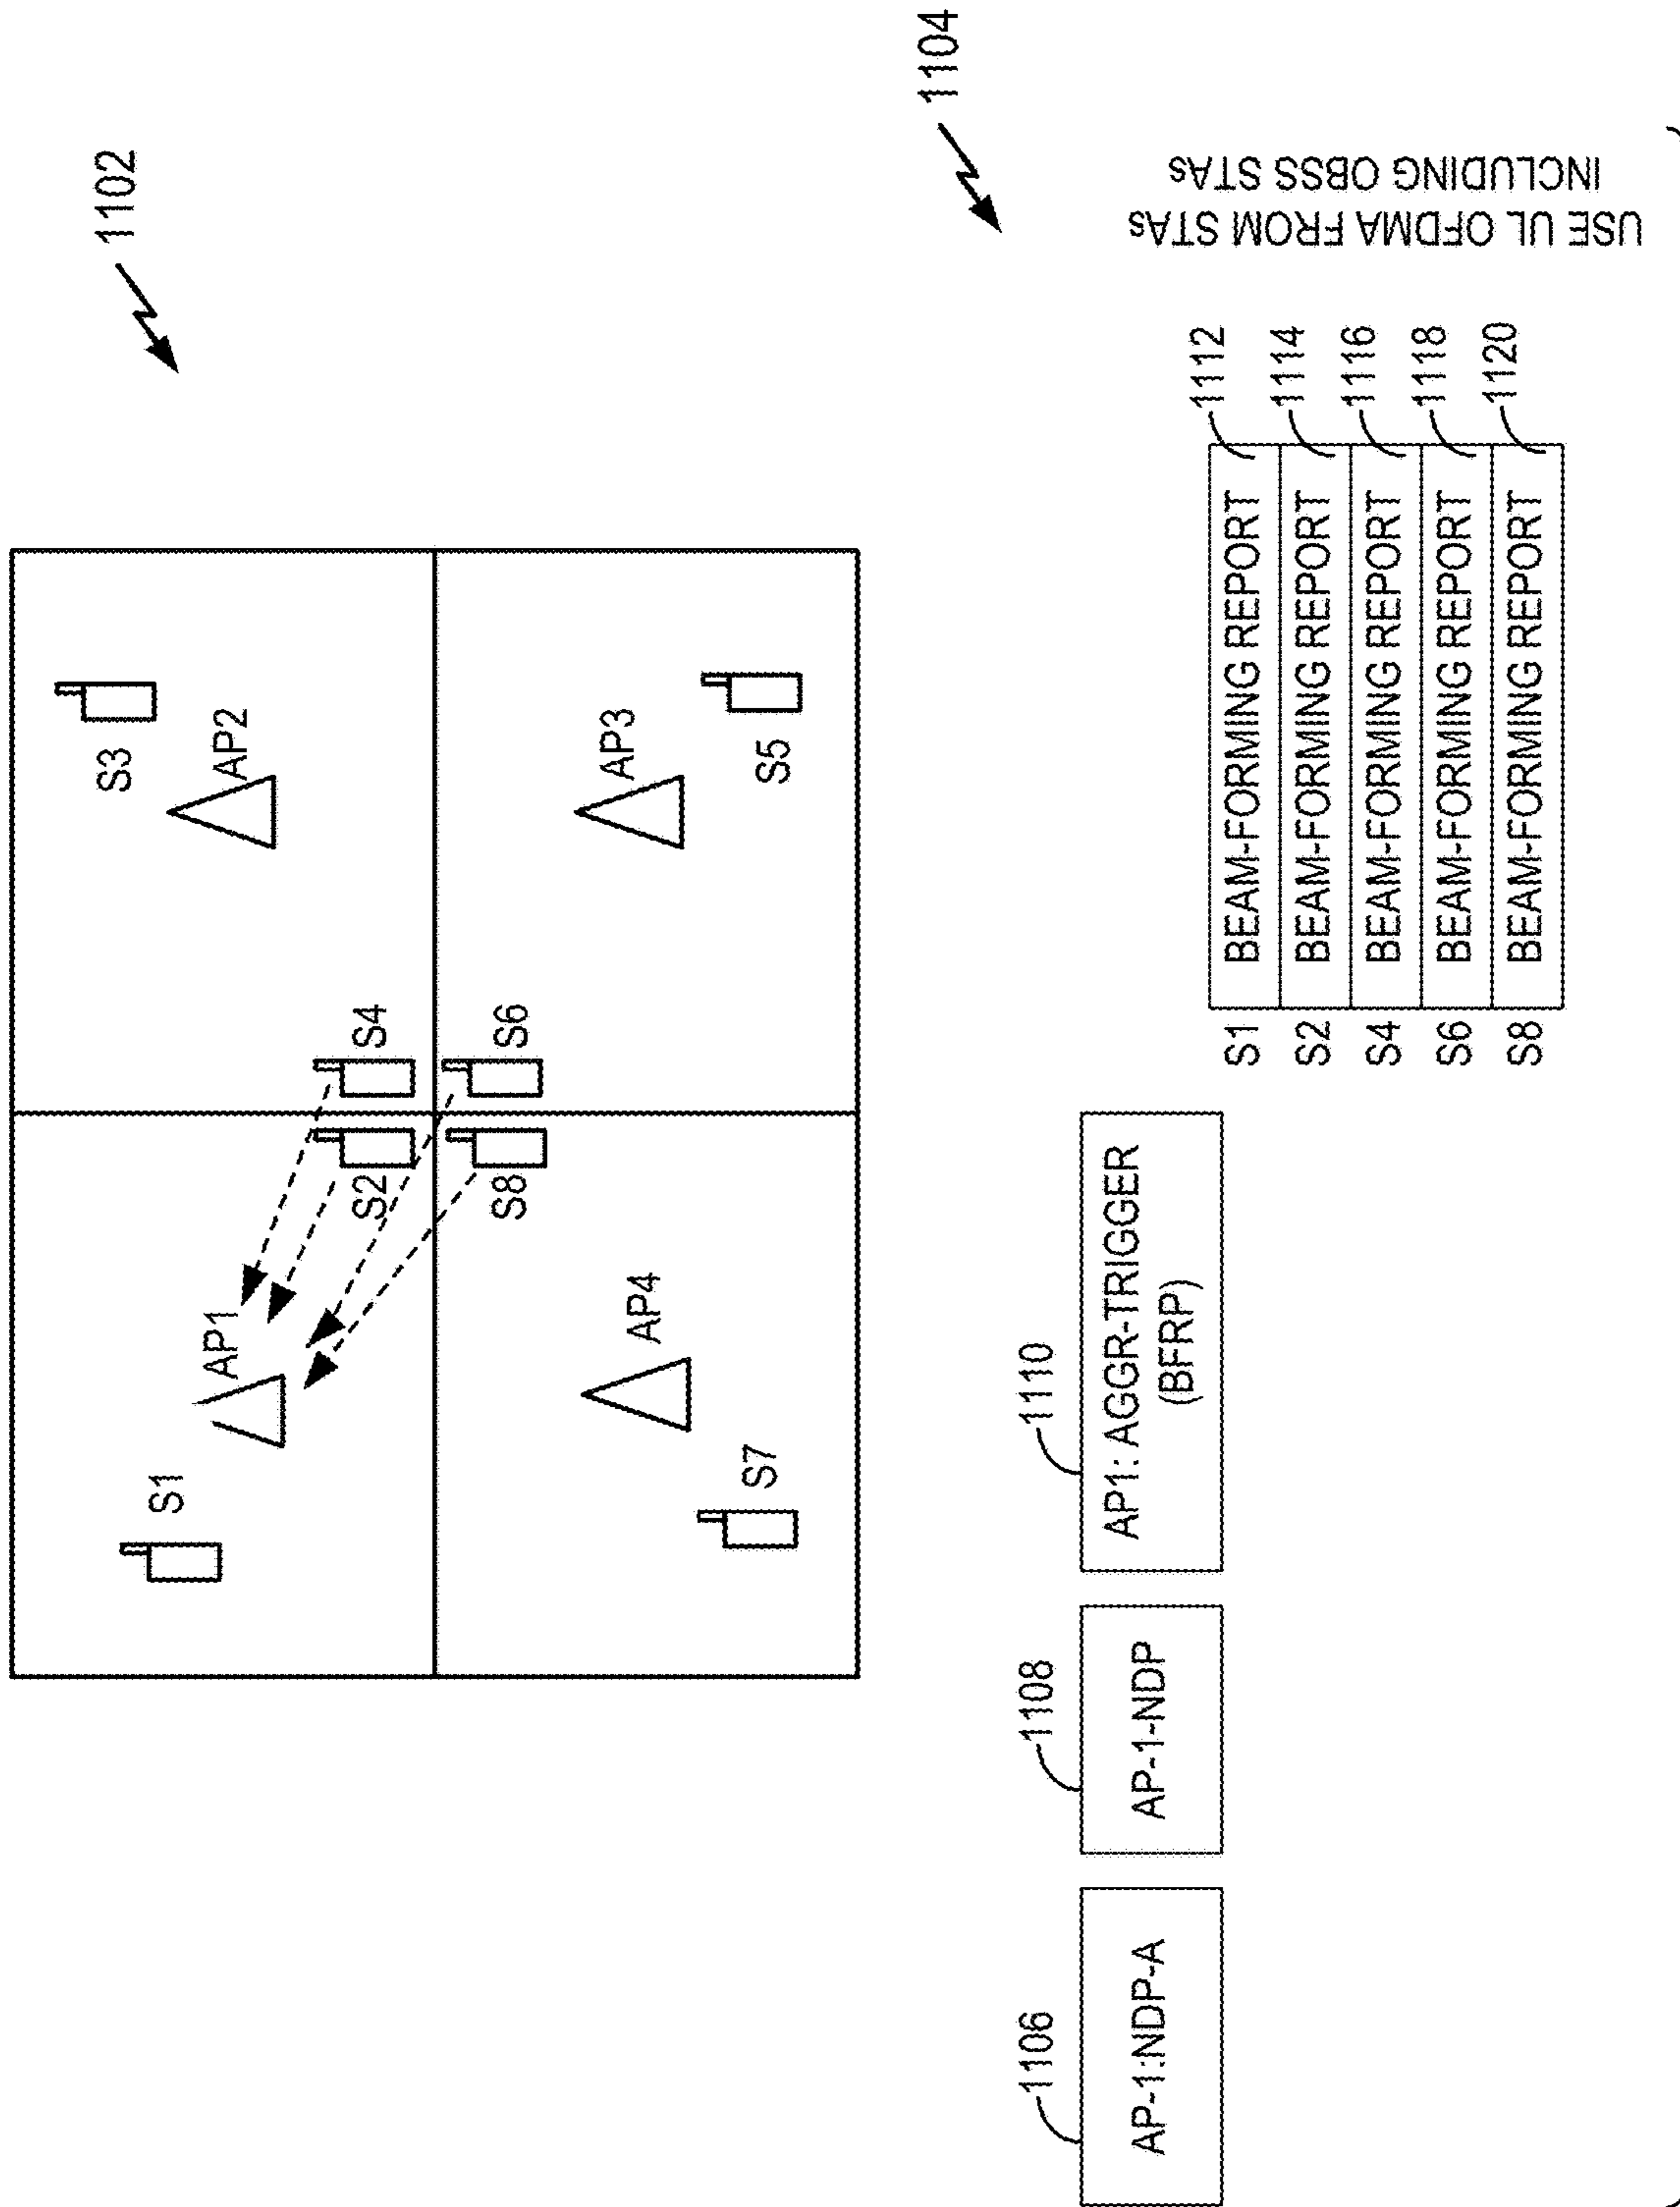 1102
S1
AP1
S2
S4
S3
AP2
S7
AP4
S8
S6
AP3
S5
1104
1106
AP-1:NDP-A
1108
AP-1-NDP
1110
AP1: AGGR-TRIGGER
(BFRP)
S1 BEAM-FORMING REPORT 1112
S2 BEAM-FORMING REPORT 1114
S4 BEAM-FORMING REPORT 1116
S6 BEAM-FORMING REPORT 1118
S8 BEAM-FORMING REPORT 1120
USE UL OFDMA FROM STAs
INCLUDING OBSS STAs